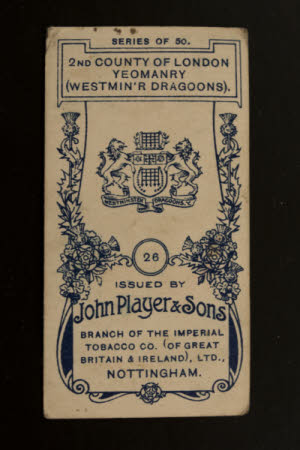 SERIES OF 50.
2ND COUNTY OF LONDON
YEOMANRY
(WESTMIN'R DRAGOONS).
WESTMINSTER DRAGOONS
26
ISSUED BY
John Player & Sons
BRANCH OF THE IMPERIAL
TOBACCO CO. (OF GREAT
BRITAIN & IRELAND), LTD.,
NOTTINGHAM.